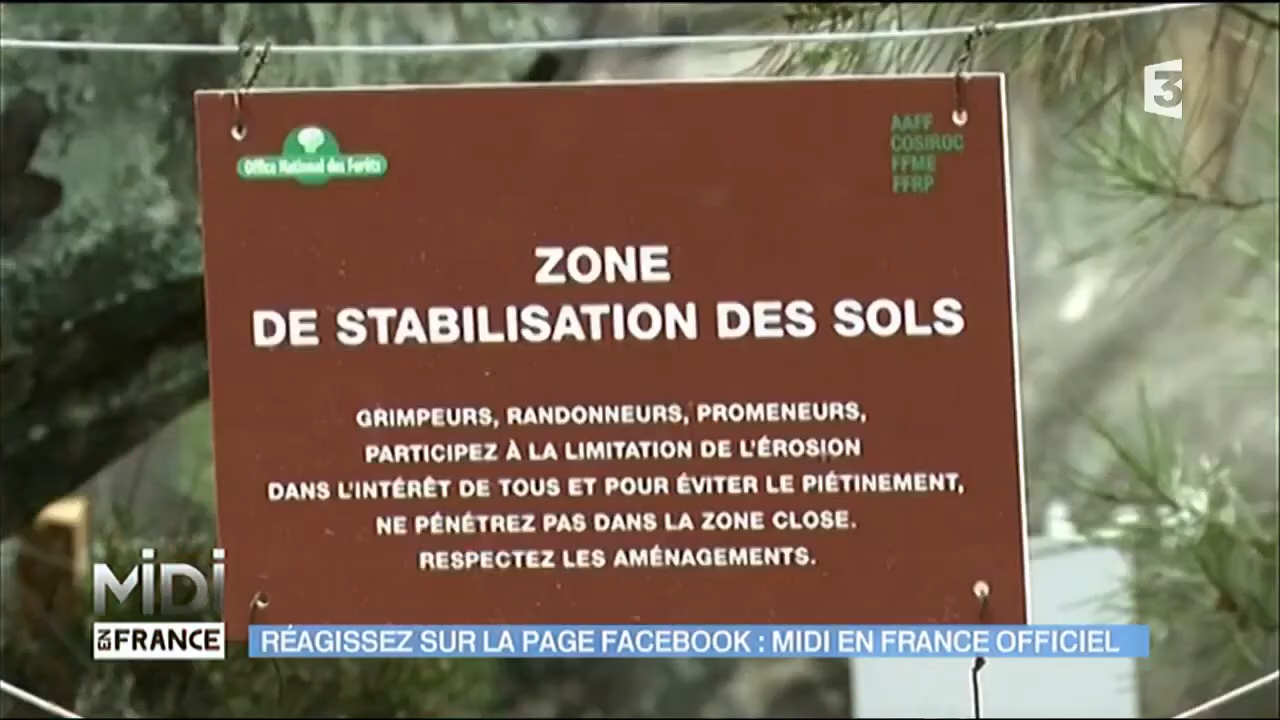 3
Office National des Forêts
AAFF
COSIROC
FFME
FFRP
ZONE
DE STABILISATION DES SOLS
GRIMPEURS, RANDONNEURS, PROMENEURS,
PARTICIPEZ À LA LIMITATION DE L'ÉROSION
DANS L'INTÉRÊT DE TOUS ET POUR ÉVITER LE PIÉTINEMENT,
NE PÉNÉTREZ PAS DANS LA ZONE CLOSE.
RESPECTEZ LES AMÉNAGEMENTS.
MiDi
EN FRANCE
RÉAGISSEZ SUR LA PAGE FACEBOOK : MIDI EN FRANCE OFFICIEL